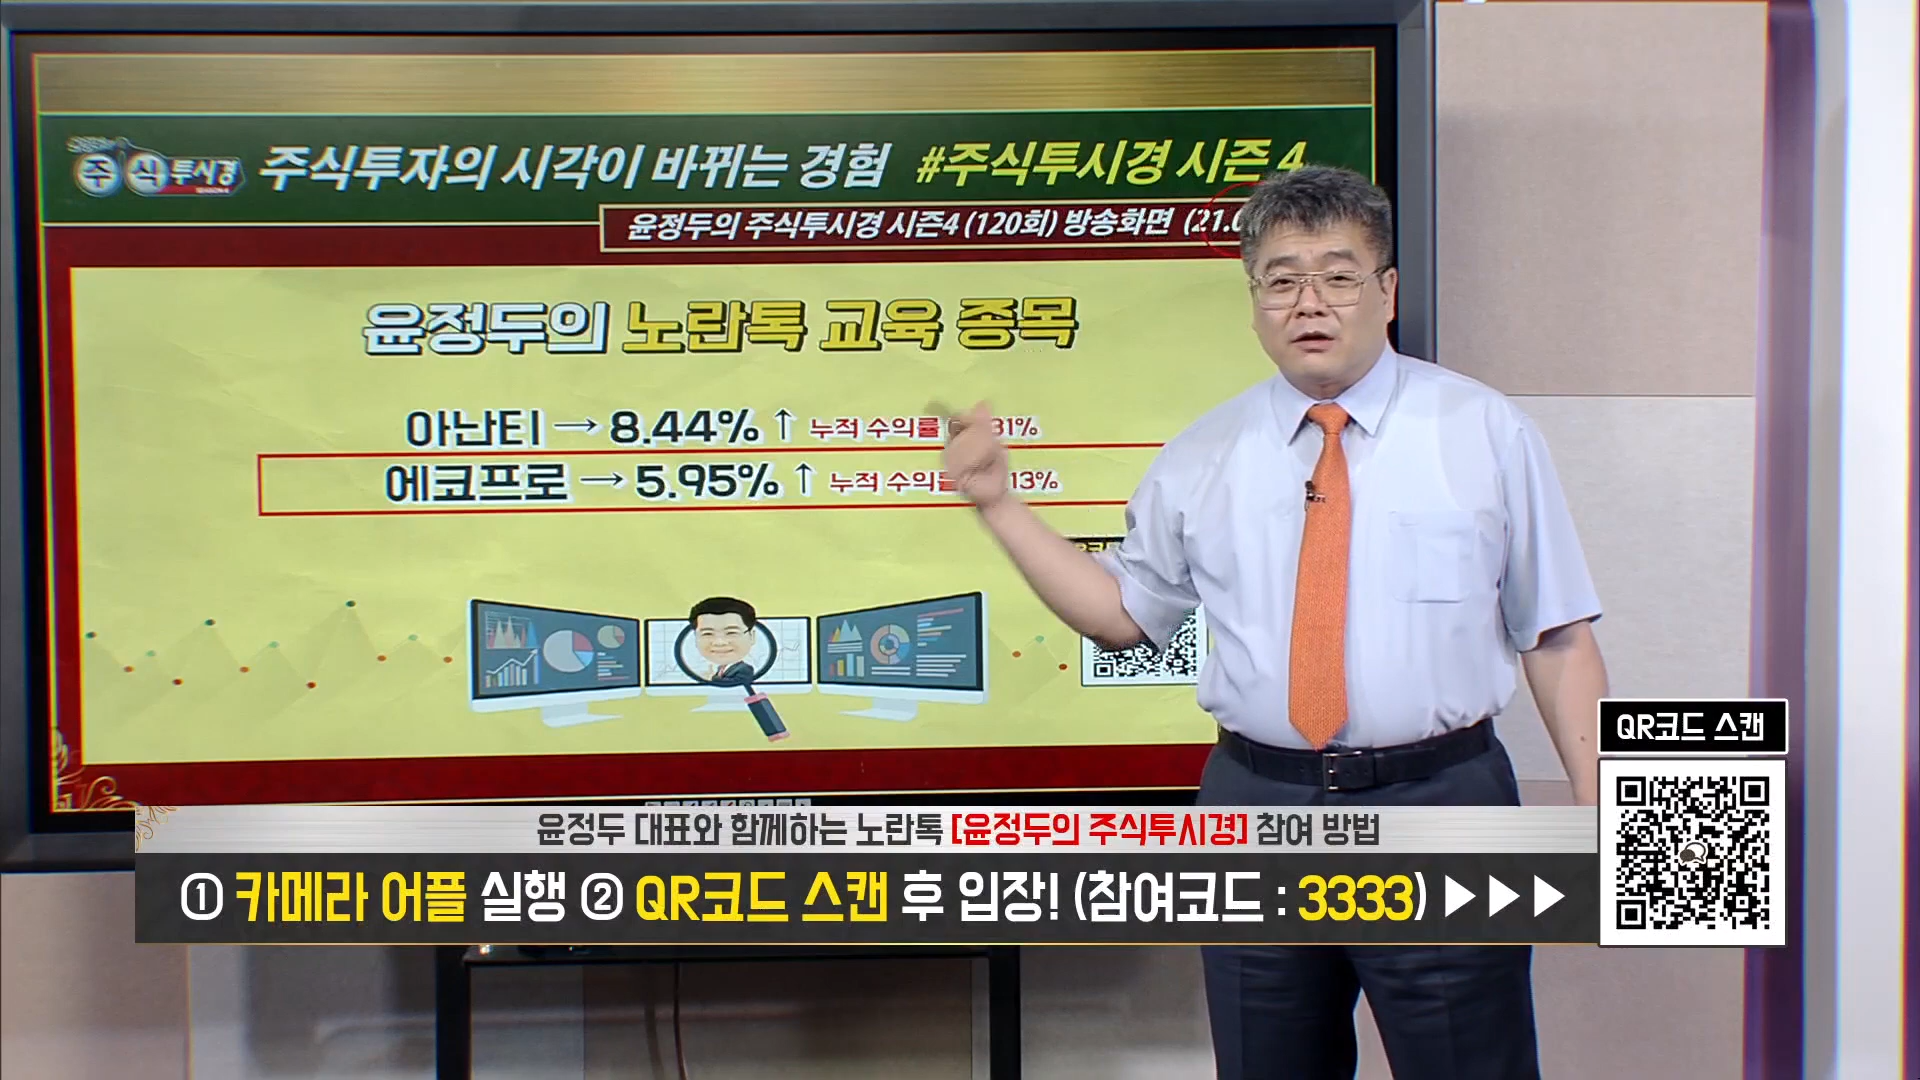 주식투시경 주식투자의 시각이 바뀌는 경험 #주식투시경 시즌 4
윤정두의 주식투시경 시즌4 (120회) 방송화면 (21.0
윤정두의 노란톡 교육 종목
아난티 → 8.44% ↑ 누적 수익률 31%
에코프로 → 5.95% ↑ 누적 수익률 13%
QR코드 스캔
윤정두 대표와 함께하는 노란톡 [윤정두의 주식투시경] 참여 방법
① 카메라 어플 실행 ② QR코드 스캔 후 입장! (참여코드 : 3333) ▶▶▶